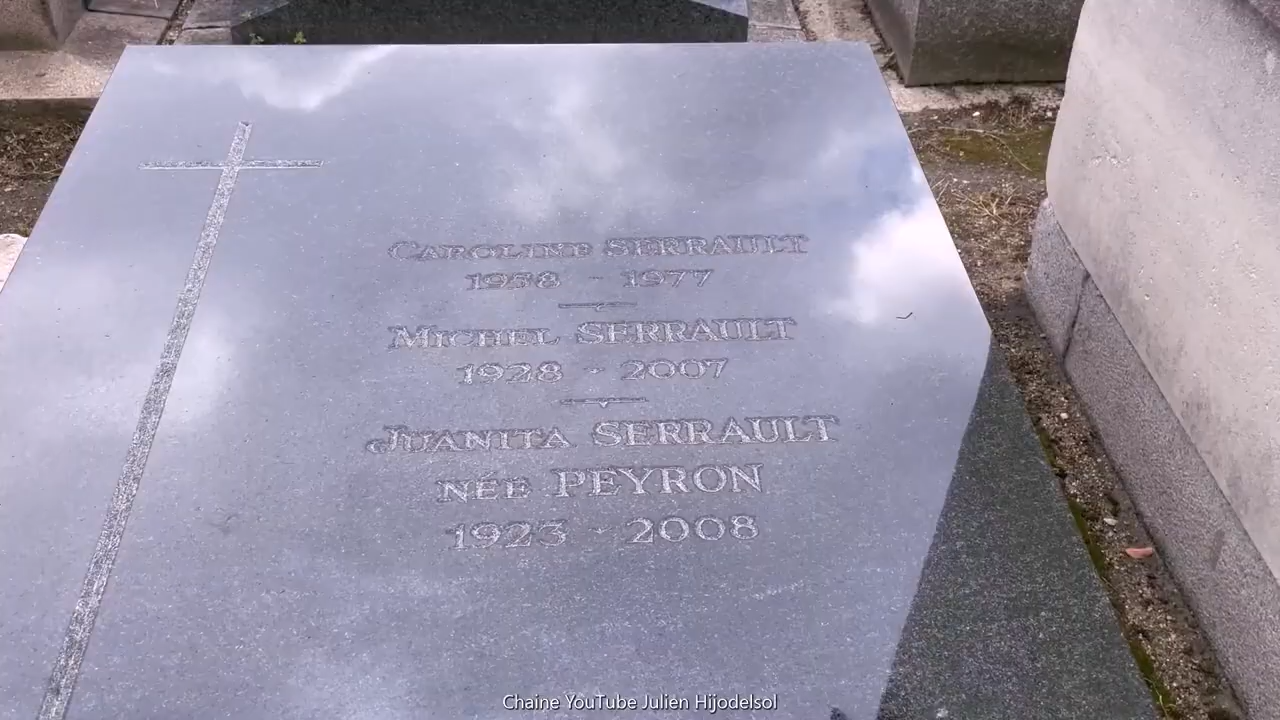 Caroline SERRAULT
1958 - 1977
Michel SERRAULT
1928 - 2007
Juanita SERRAULT
NÉE PEYRON
1923 - 2008
Chaine YouTube Julien Hijodelsol